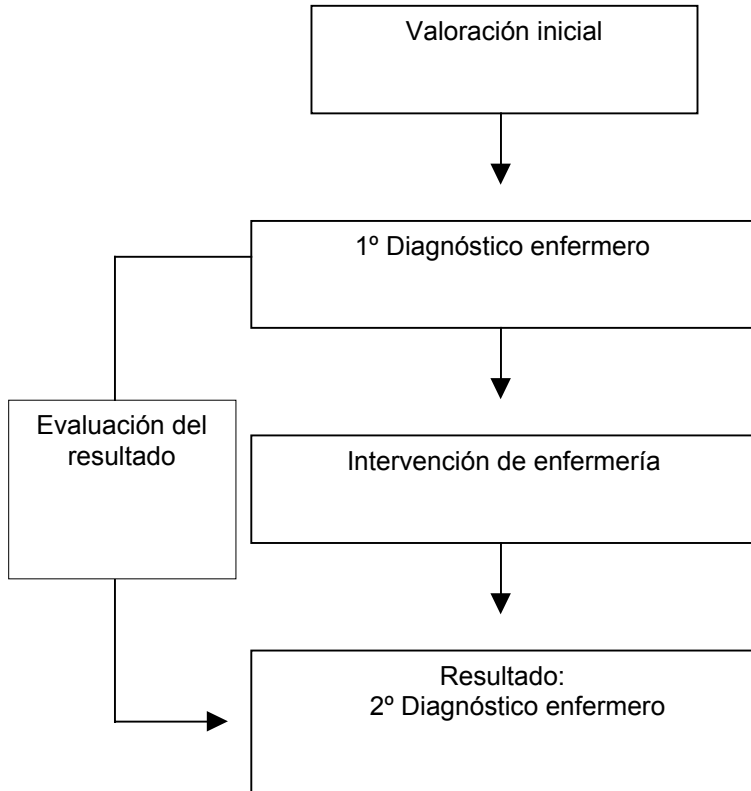 Valoración inicial
1º Diagnóstico enfermero
Evaluación del
resultado
Intervención de enfermería
Resultado:
2º Diagnóstico enfermero